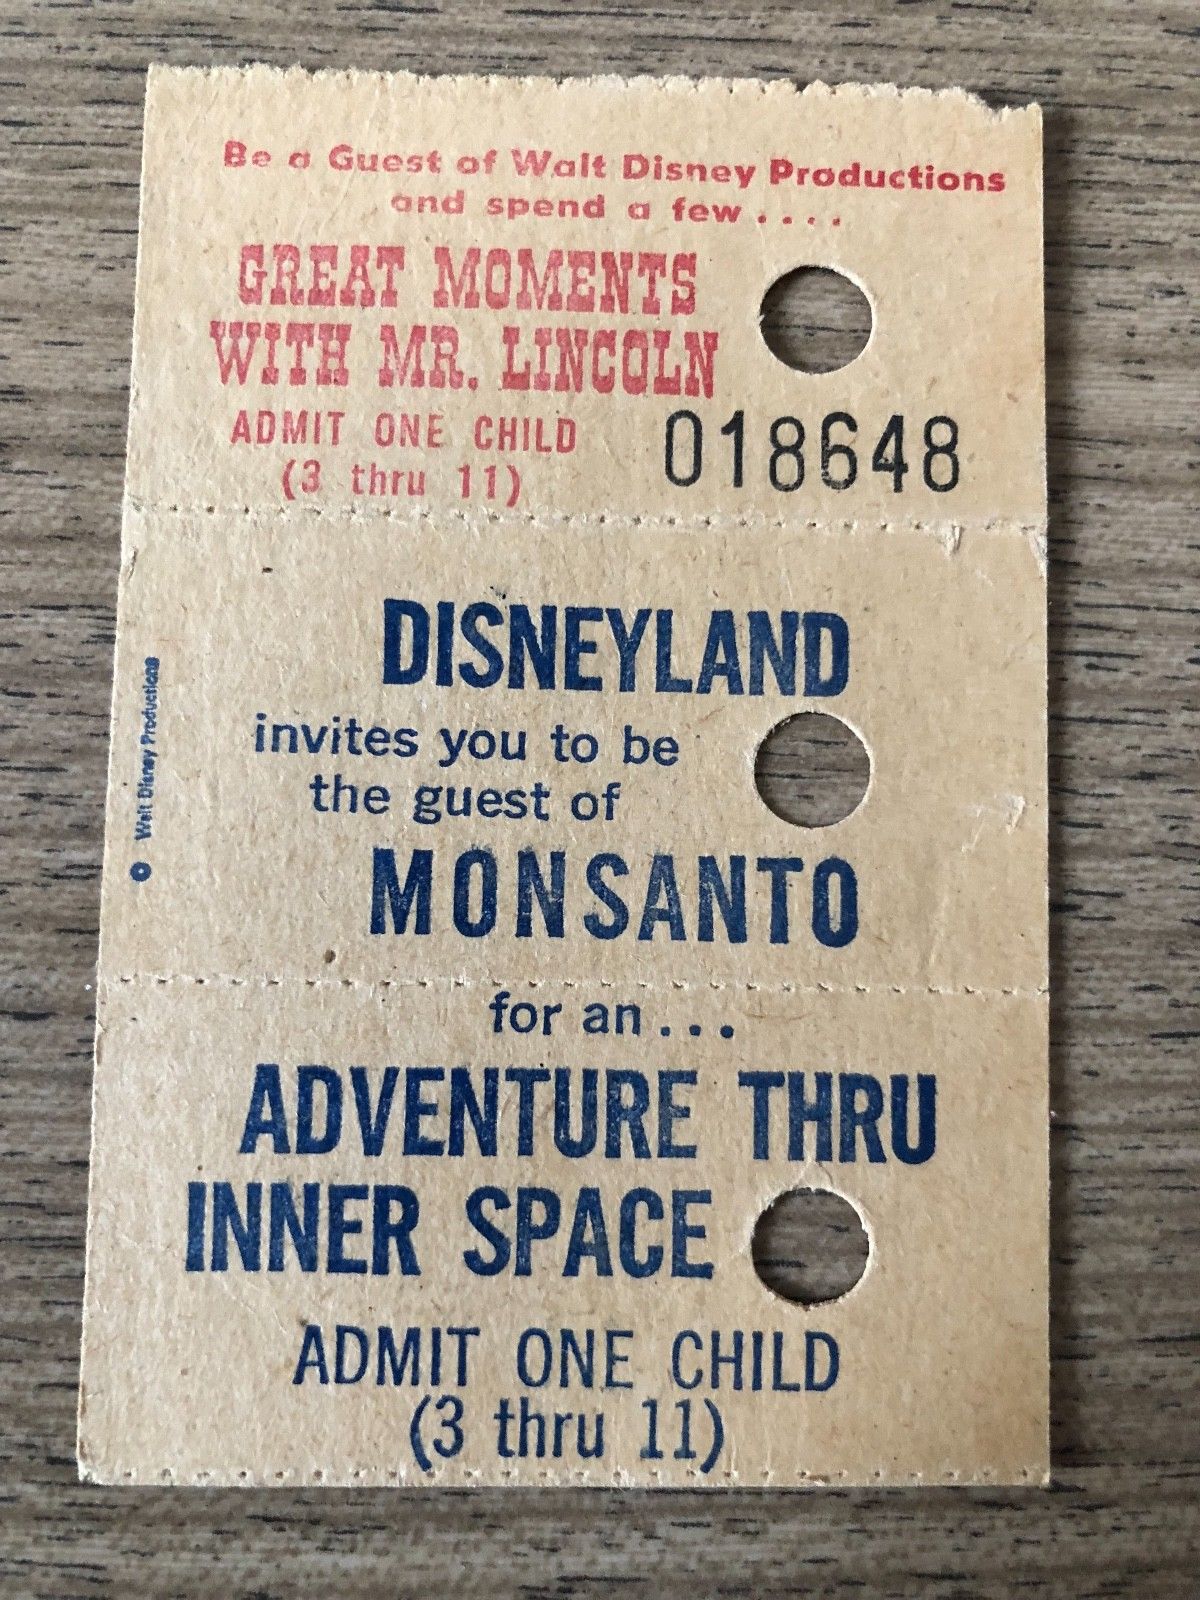 Be a Guest of Walt Disney Productions
and spend a few . . . .
GREAT MOMENTS
WITH MR. LINCOLN
ADMIT ONE CHILD
(3 thru 11)
018648
DISNEYLAND
invites you to be
the guest of
MONSANTO
© Walt Disney Productions
for an . . .
ADVENTURE THRU
INNER SPACE
ADMIT ONE CHILD
(3 thru 11)